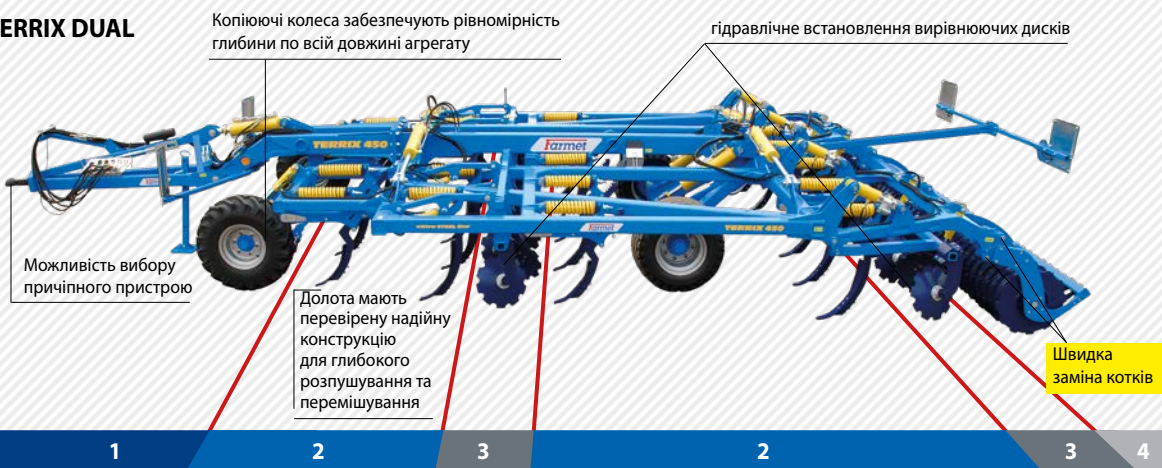 ERRIX DUAL
Копіюючі колеса забезпечують рівномірність
глибини по всій довжині агрегату
гідравлічне встановлення вирівнюючих дисків
TERRIX 450
Farmet
Farmet
TERRIX 450
Можливість вибору
причіпного пристрою
Долота мають
перевірену надійну
конструкцію
для глибокого
розпушування та
перемішування
Швидка
заміна котків
1 2 3 2 3 4